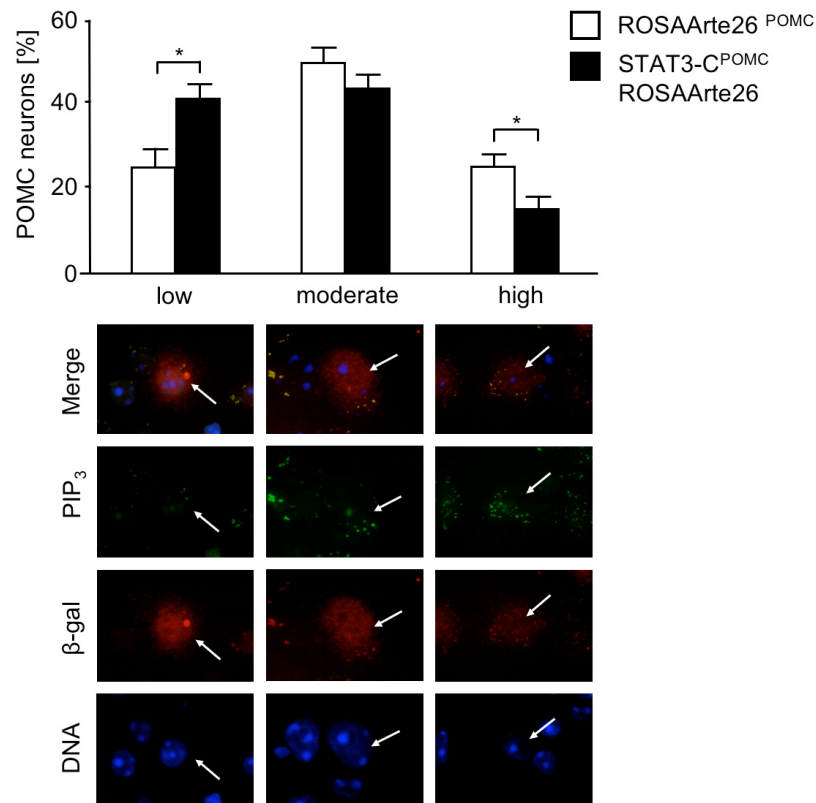 ROSAArte26 POMC
STAT3-CPOMC
ROSAArte26
POMC neurons [%]
60
40
20
0
*
*
low
moderate
high
Merge
PIP3
β-gal
DNA